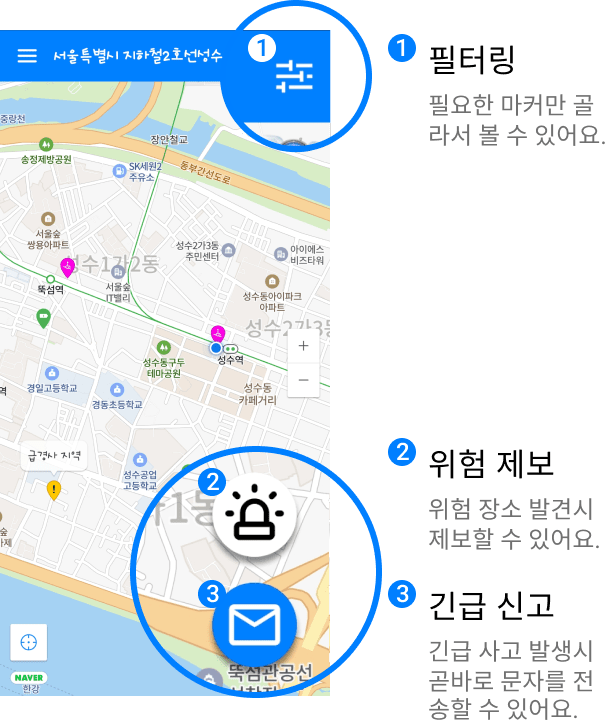 서울특별시 지하철2호선성수
1
1
필터링
필요한 마커만 골
라서 볼 수 있어요.
중랑천
장안철교
송정제방공원
SK세원2
주유소
동부간선도로
서울숲
쌍용아파트
성수2가3동
주민센터
아이에스
비즈타워
성수1가2동
뚝섬역
서울숲
IT밸리
성수동아이파크
아파트
성수2가3동
+
성수역
성수동구두
테마공원
−
역
경일고등학교
경동초등학교
성수동
카페거리
급경사 지역
성수공업
고등학교
2
2
위험 제보
위험 장소 발견시
제보할 수 있어요.
가1동
숲
3
3
긴급 신고
긴급 사고 발생시
곧바로 문자를 전
송할 수 있어요.
뚝섬관공선
NAVER
한강